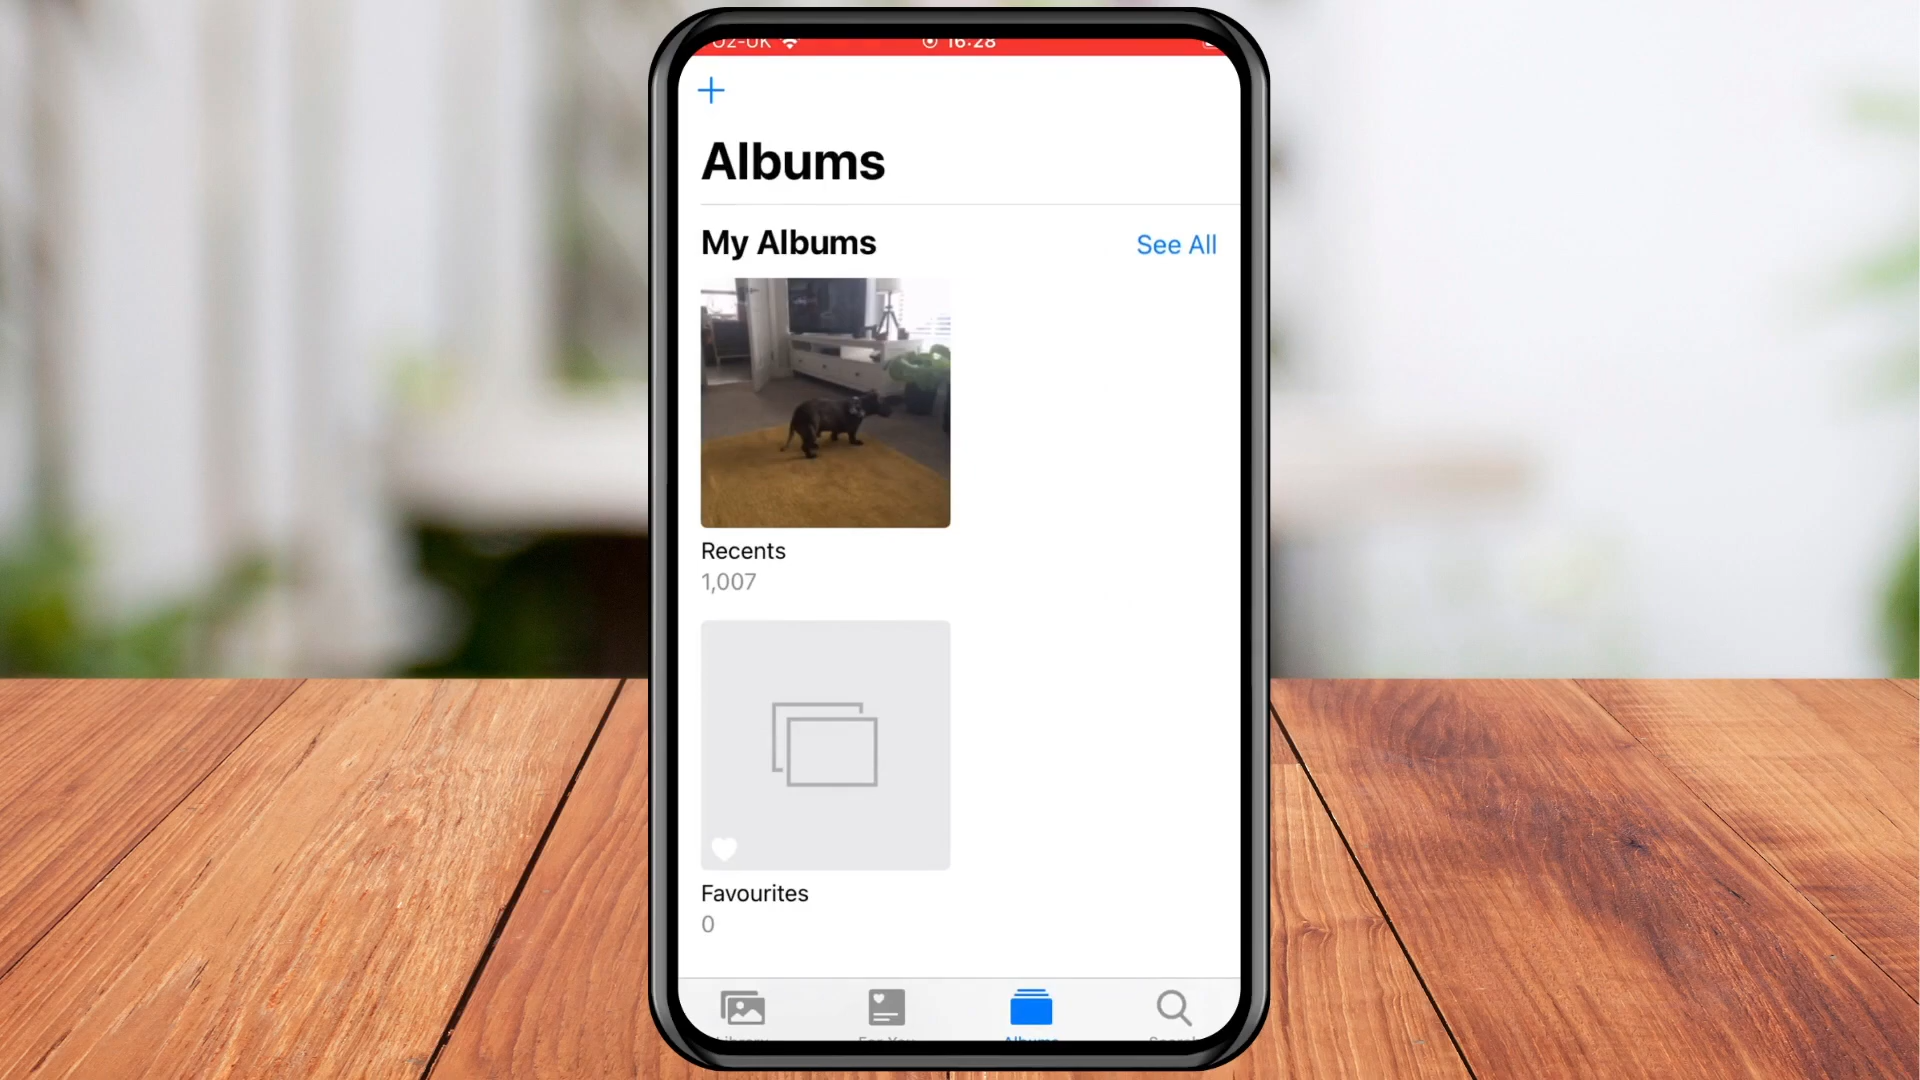 O2-UK 16:28
Albums
My Albums See All
Recents
1,007
Favourites
0
Library For You Albums Search